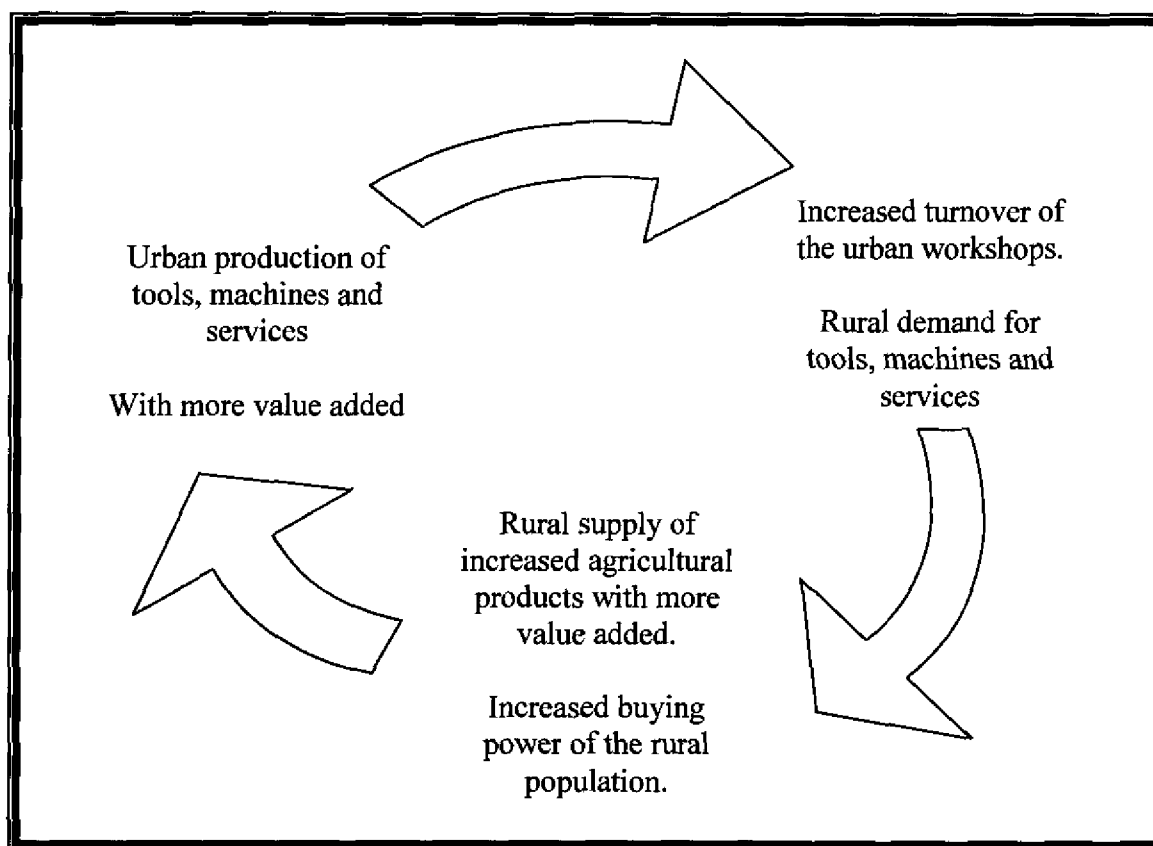 Urban production of
tools, machines and
services
With more value added
Increased turnover of
the urban workshops.
Rural demand for
tools, machines and
services
Rural supply of
increased agricultural
products with more
value added.
Increased buying
power of the rural
population.